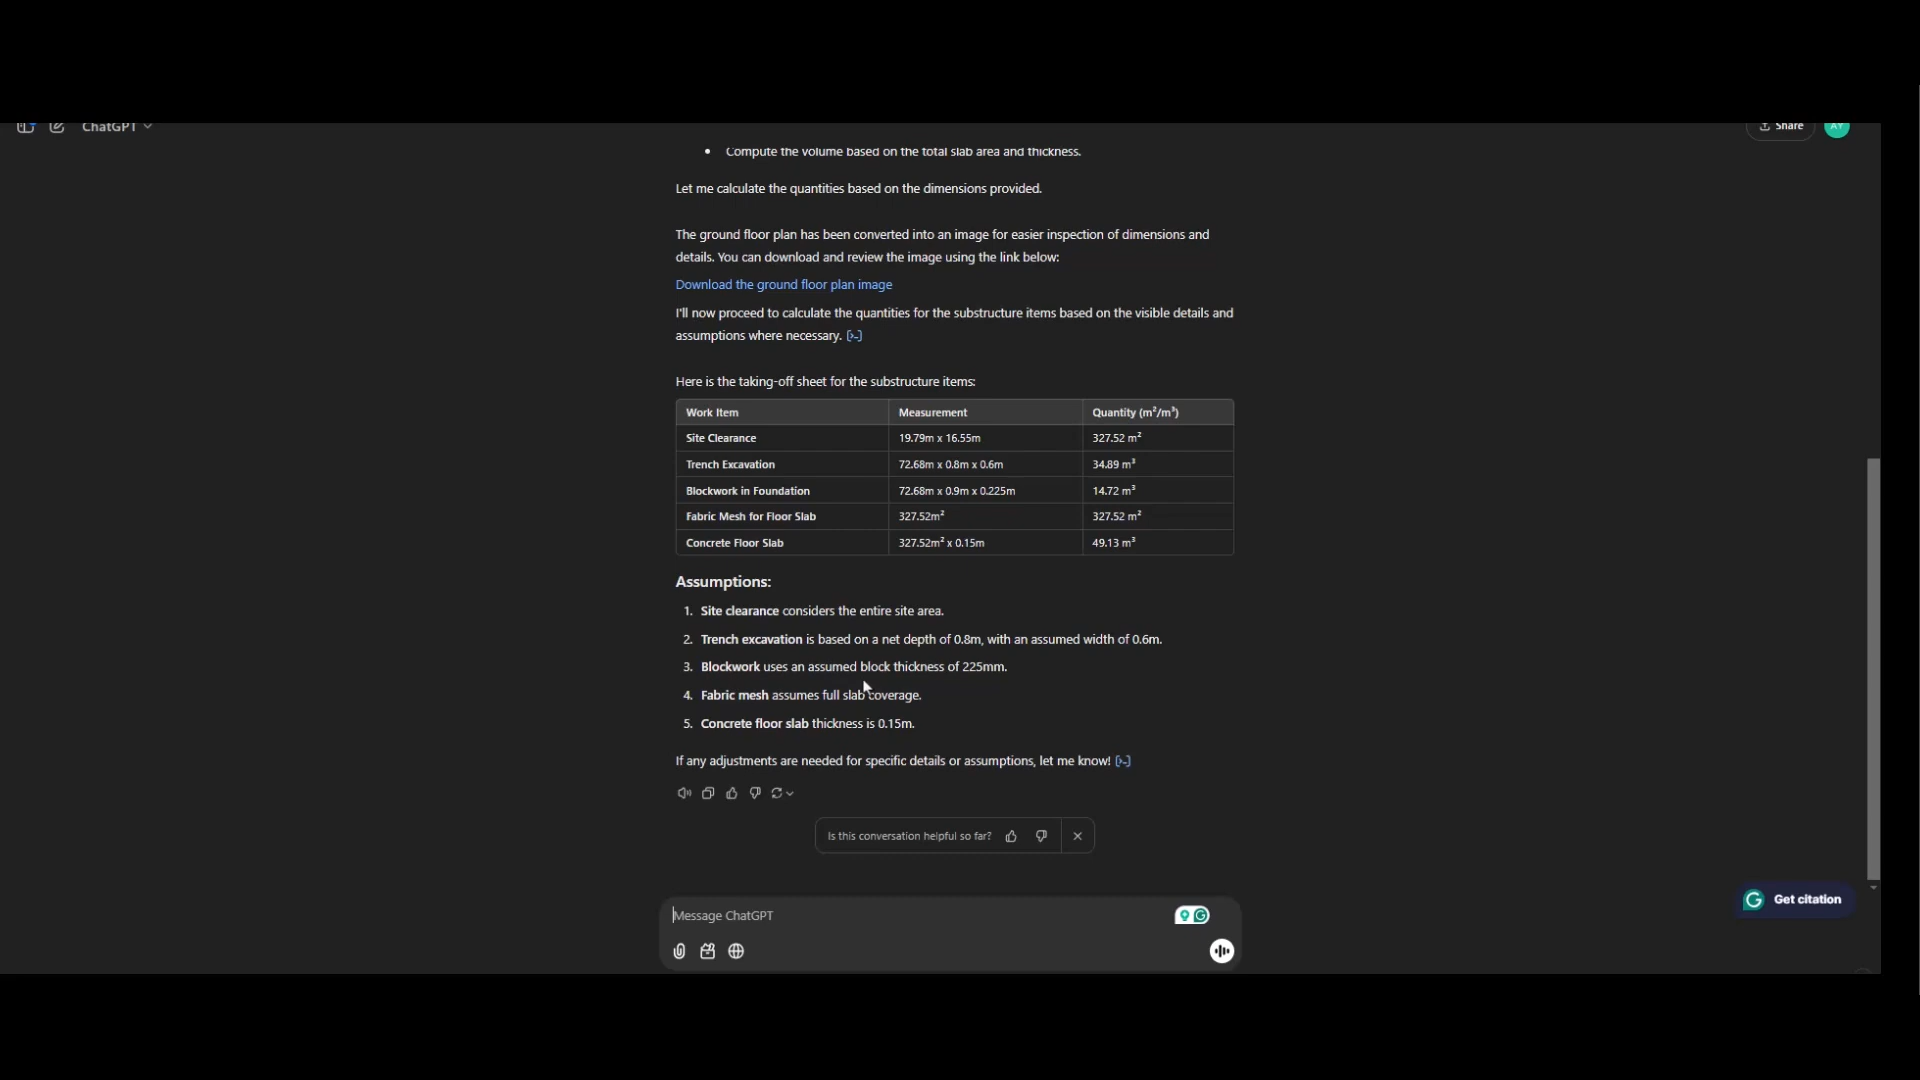 ChatGPT
Share
AY
• Compute the volume based on the total slab area and thickness.
Let me calculate the quantities based on the dimensions provided.
The ground floor plan has been converted into an image for easier inspection of dimensions and
details. You can download and review the image using the link below:
Download the ground floor plan image
I'll now proceed to calculate the quantities for the substructure items based on the visible details and
assumptions where necessary. [>-]
Here is the taking-off sheet for the substructure items:
Work Item Measurement Quantity (m²/m³)
Site Clearance 19.79m x 16.55m 327.52 m²
Trench Excavation 72.68m x 0.8m x 0.6m 34.89 m³
Blockwork in Foundation 72.68m x 0.9m x 0.225m 14.72 m³
Fabric Mesh for Floor Slab 327.52m² 327.52 m²
Concrete Floor Slab 327.52m² x 0.15m 49.13 m³
Assumptions:
1. Site clearance considers the entire site area.
2. Trench excavation is based on a net depth of 0.8m, with an assumed width of 0.6m.
3. Blockwork uses an assumed block thickness of 225mm.
4. Fabric mesh assumes full slab coverage.
5. Concrete floor slab thickness is 0.15m.
If any adjustments are needed for specific details or assumptions, let me know! [>-]
Is this conversation helpful so far?
Get citation
Message ChatGPT